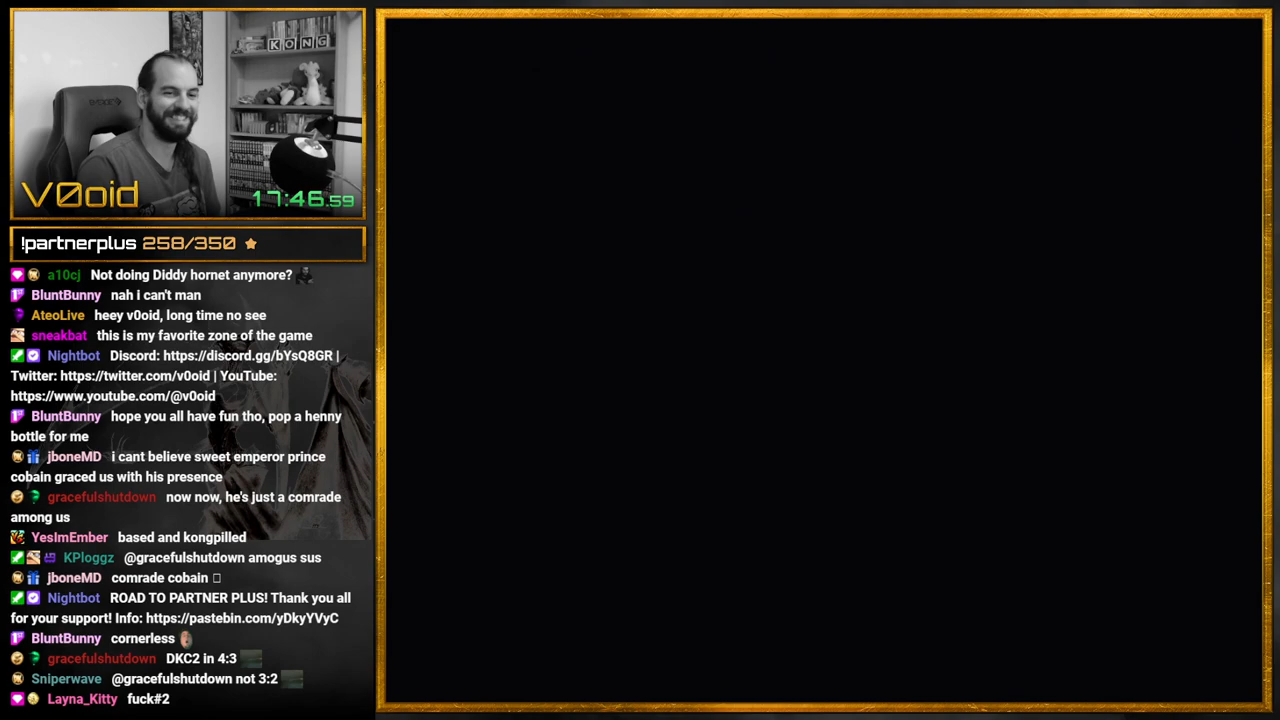 KONG
V0oid
17:46.59
!partnerplus 258/350
a10cj Not doing Diddy hornet anymore?
BluntBunny nah i can't man
AteoLive heey v0oid, long time no see
sneakbat this is my favorite zone of the game
Nightbot Discord: https://discord.gg/bYsQ8GR |
Twitter: https://twitter.com/v0oid | YouTube:
https://www.youtube.com/@v0oid
BluntBunny hope you all have fun tho, pop a henny
bottle for me
jboneMD i cant believe sweet emperor prince
cobain graced us with his presence
gracefulshutdown now now, he's just a comrade
among us
YesImEmber based and kongpilled
KPloggz @gracefulshutdown amogus sus
jboneMD comrade cobain
Nightbot ROAD TO PARTNER PLUS! Thank you all
for your support! Info: https://pastebin.com/yDkyYVyC
BluntBunny cornerless
gracefulshutdown DKC2 in 4:3
Sniperwave @gracefulshutdown not 3:2
Layna_Kitty fuck#2